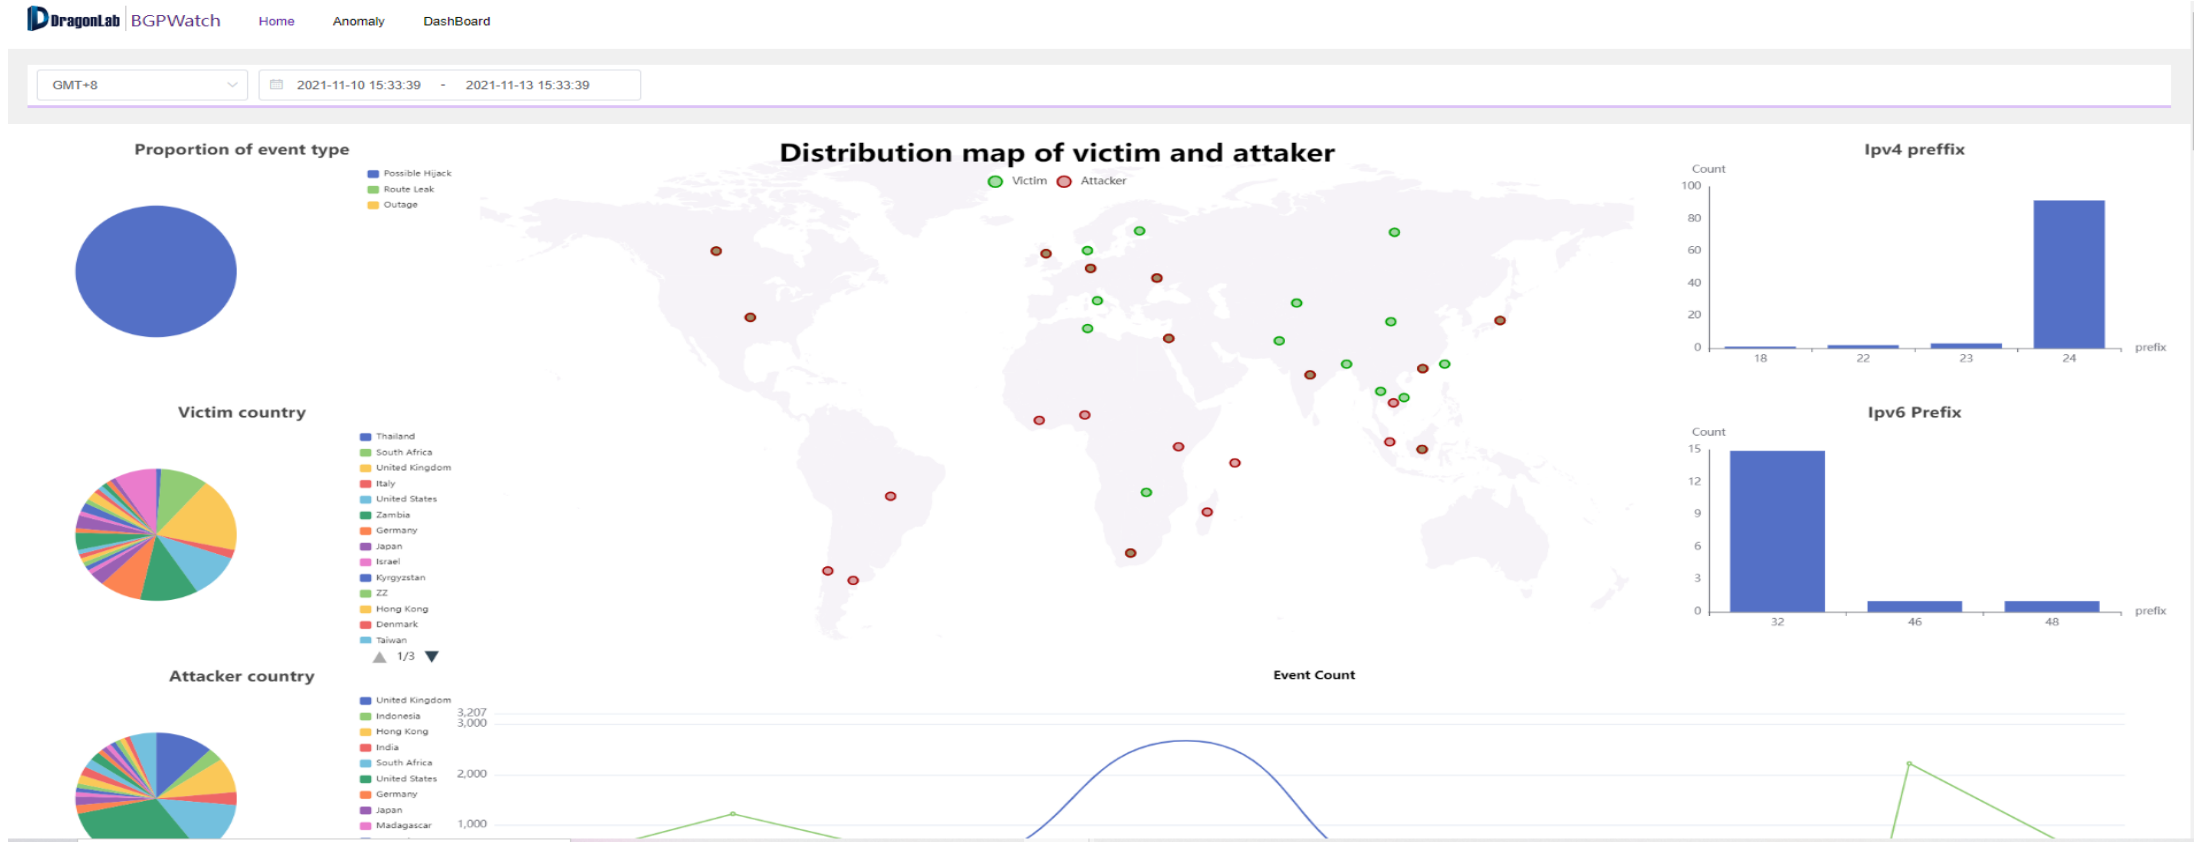 DragonLab BGPWatch Home Anomaly DashBoard
GMT+8 2021-11-10 15:33:39 - 2021-11-13 15:33:39
Proportion of event type
Possible Hijack
Route Leak
Outage
Distribution map of victim and attaker
Victim Attacker
Ipv4 preffix
Count
100
80
60
40
20
0
18 22 23 24
prefix
Victim country
Thailand
South Africa
United Kingdom
Italy
United States
Zambia
Germany
Japan
Israel
Kyrgyzstan
ZZ
Hong Kong
Denmark
Taiwan
1/3
Ipv6 Prefix
Count
15
12
9
6
3
0
32 46 48
prefix
Attacker country
United Kingdom
Indonesia
Hong Kong
India
South Africa
United States
Germany
Japan
Madagascar
Event Count
3,207
3,000
2,000
1,000